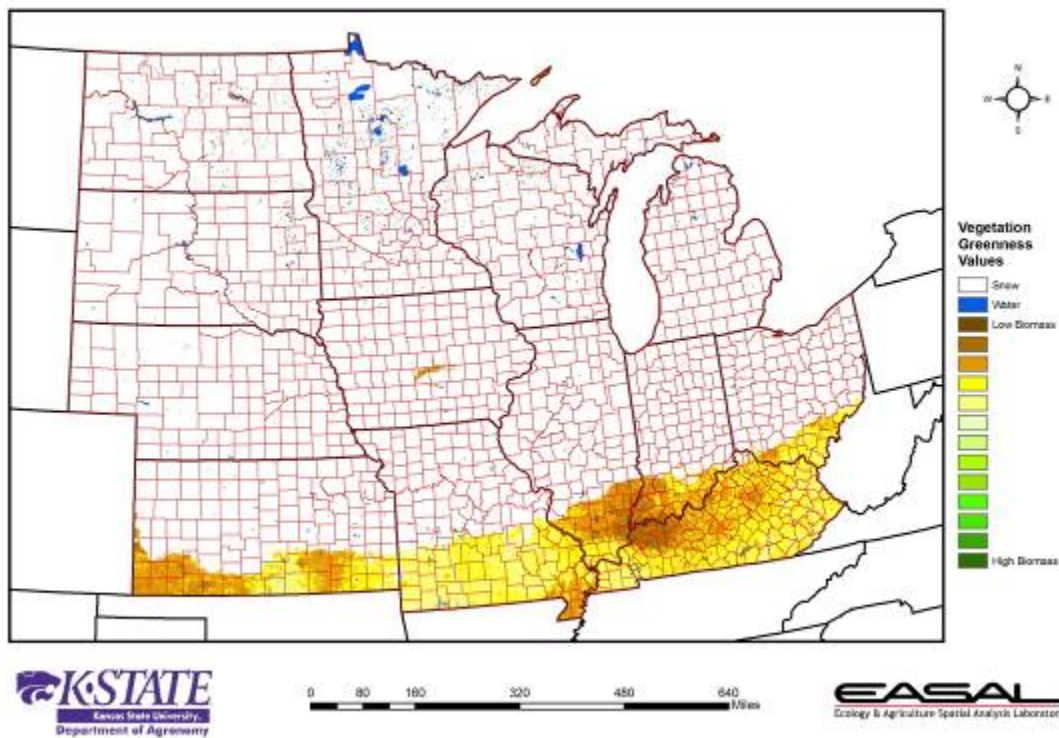 N
W E
S
Vegetation
Greenness
Values
Snow
Water
Low Biomass
High Biomass
K·STATE
Kansas State University.
Department of Agronomy
0 80 160 320 480 640
Miles
EASAL
Ecology & Agriculture Spatial Analysis Laborator